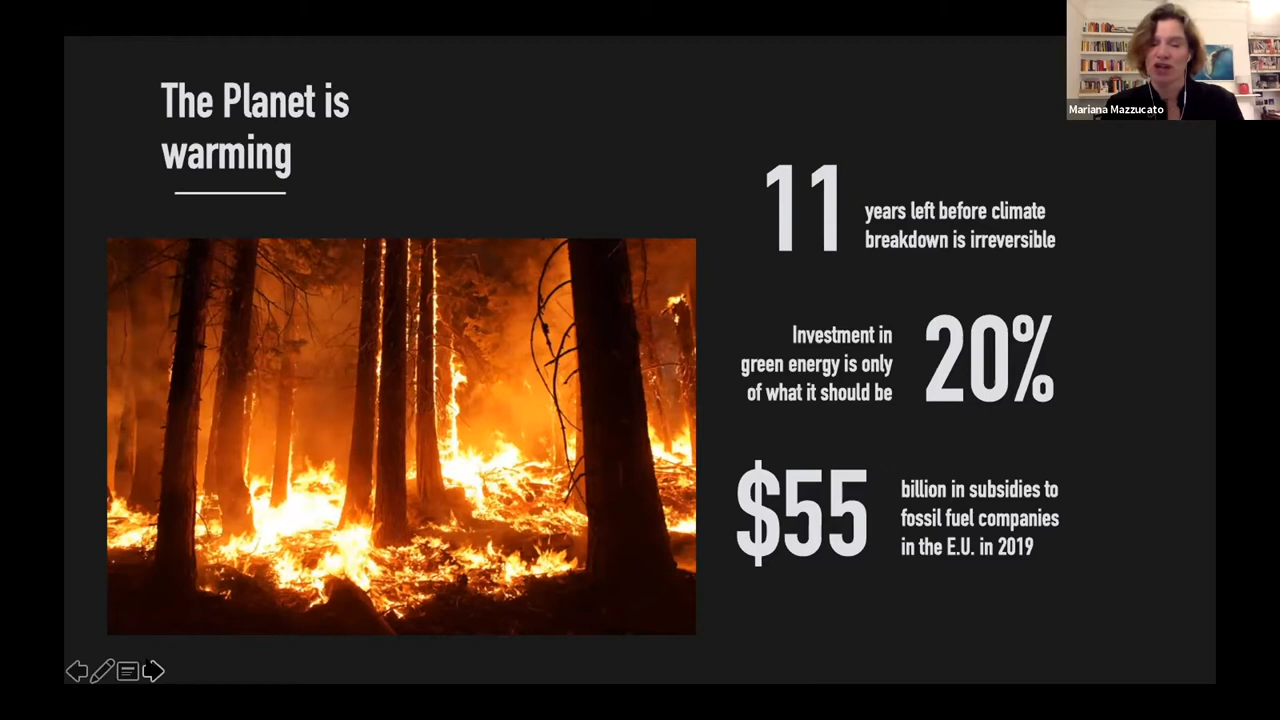 The Planet is
warming
Mariana Mazzucato
11
years left before climate
breakdown is irreversible
Investment in
green energy is only
of what it should be
20%
$55
billion in subsidies to
fossil fuel companies
in the E.U. in 2019